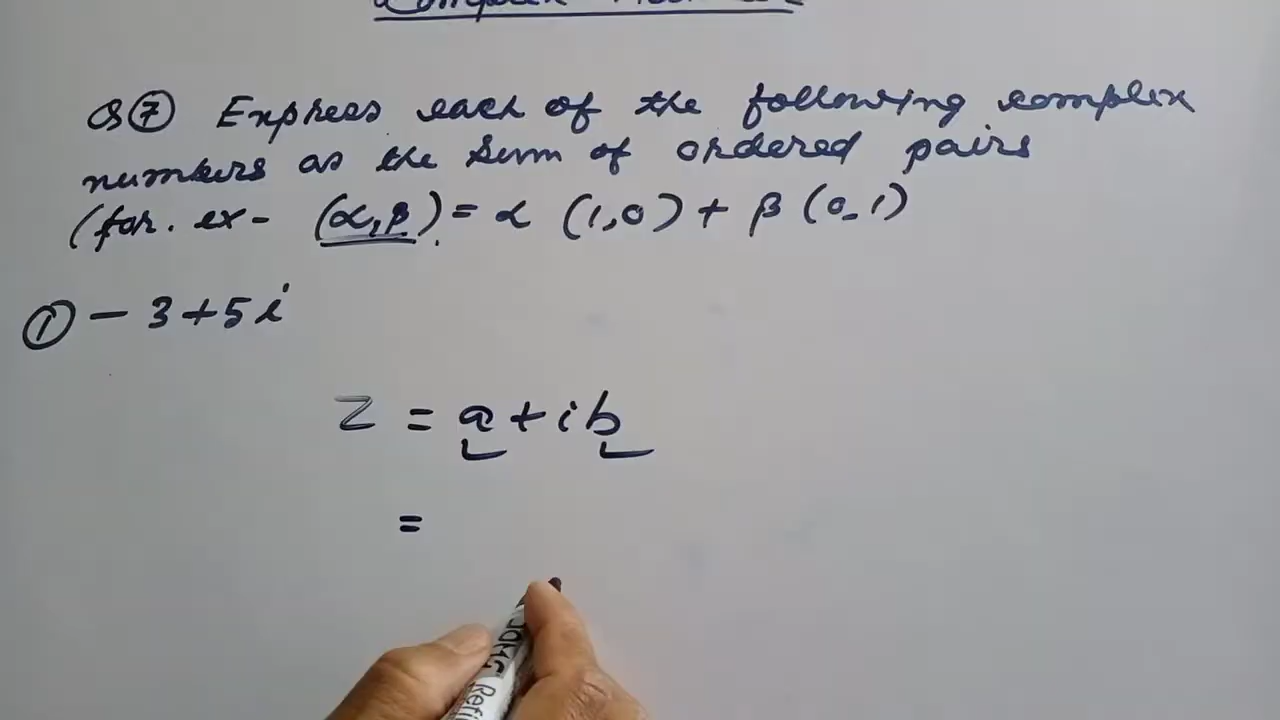 Complex
Q⑦ Express each of the following complex
numbers as the sum of ordered pairs
(for. ex - (α,β) = α (1,0) + β (0,1)
① - 3+5i
Z = a+ib
=